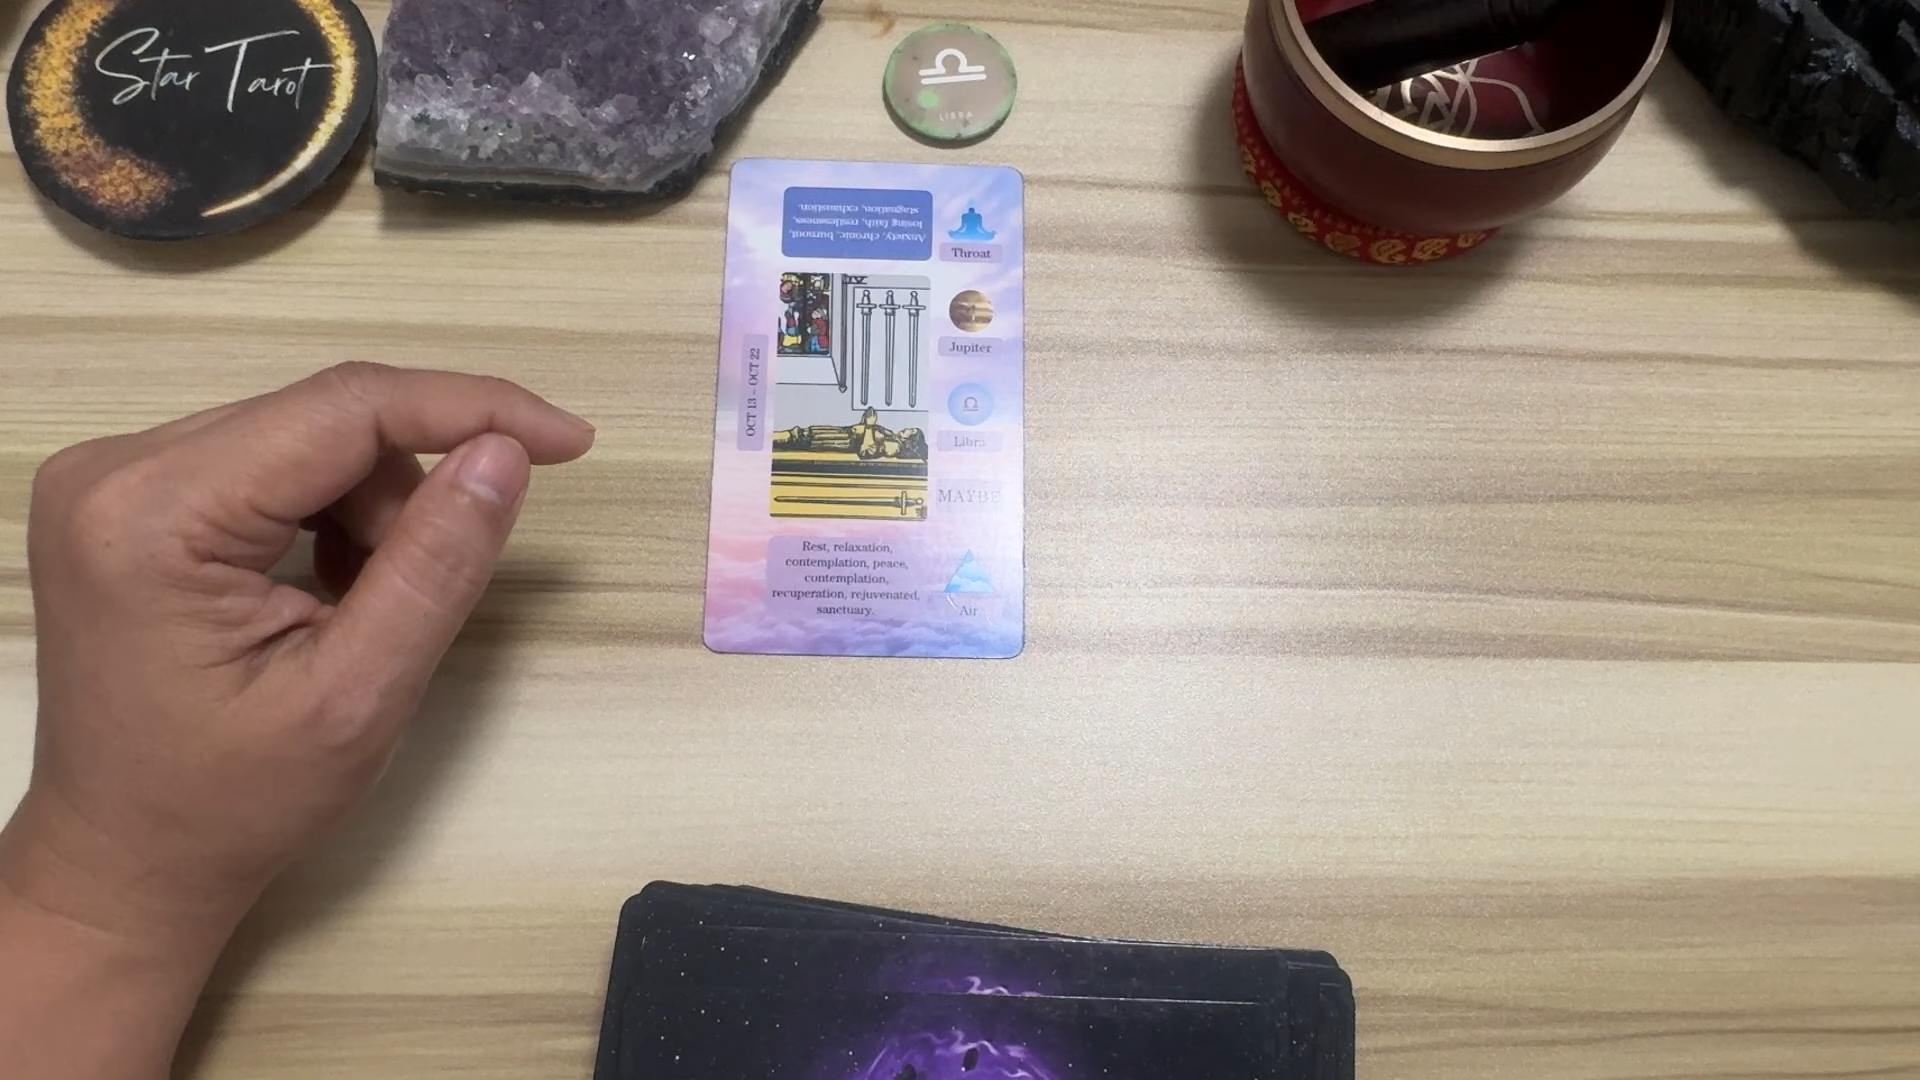 Star Tarot
LIBRA
Anxiety, chronic, burnout,
losing faith, restlessness,
stagnation, exhaustion.
Throat
IV
Jupiter
OCT 13 - OCT 22
Libra
MAYBE
Rest, relaxation,
contemplation, peace,
contemplation,
recuperation, rejuvenated,
sanctuary.
Air